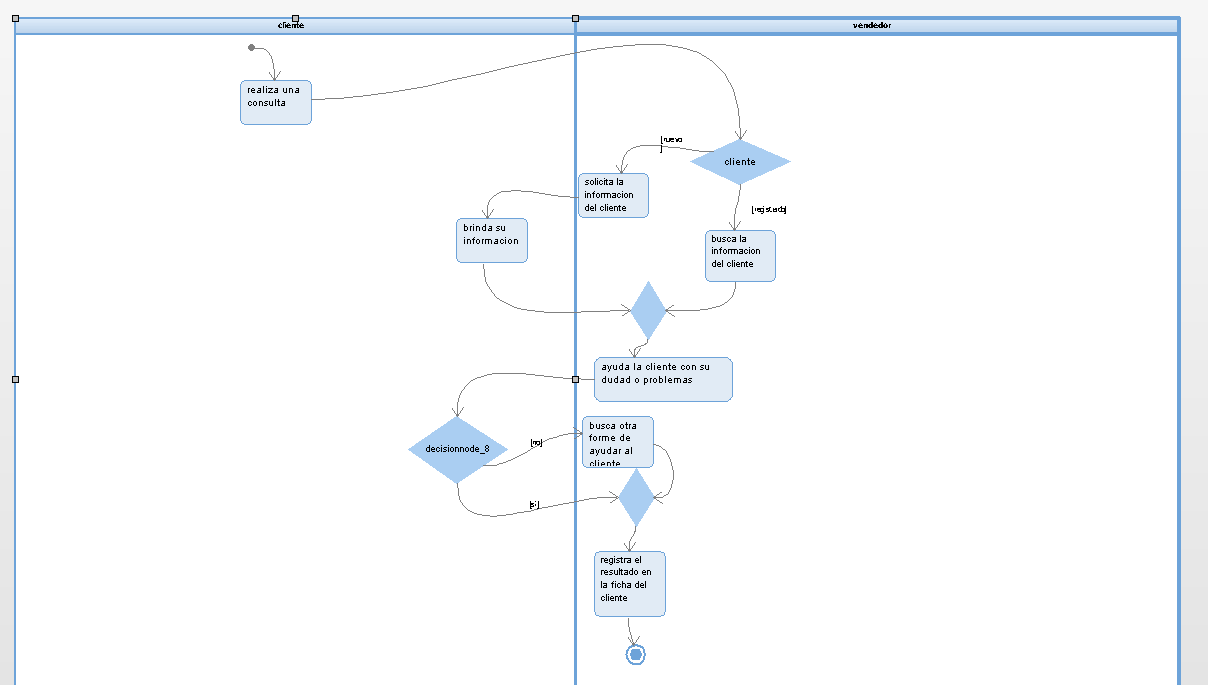 cliente
vendedor
realiza una
consulta
[nuevo
]
cliente
solicita la
informacion
del cliente
[registrado]
brinda su
informacion
busca la
informacion
del cliente
ayuda la cliente con su
dudad o problemas
busca otra
forme de
ayudar al
cliente
[no]
decisionnode_8
[si]
registra el
resultado en
la ficha del
cliente